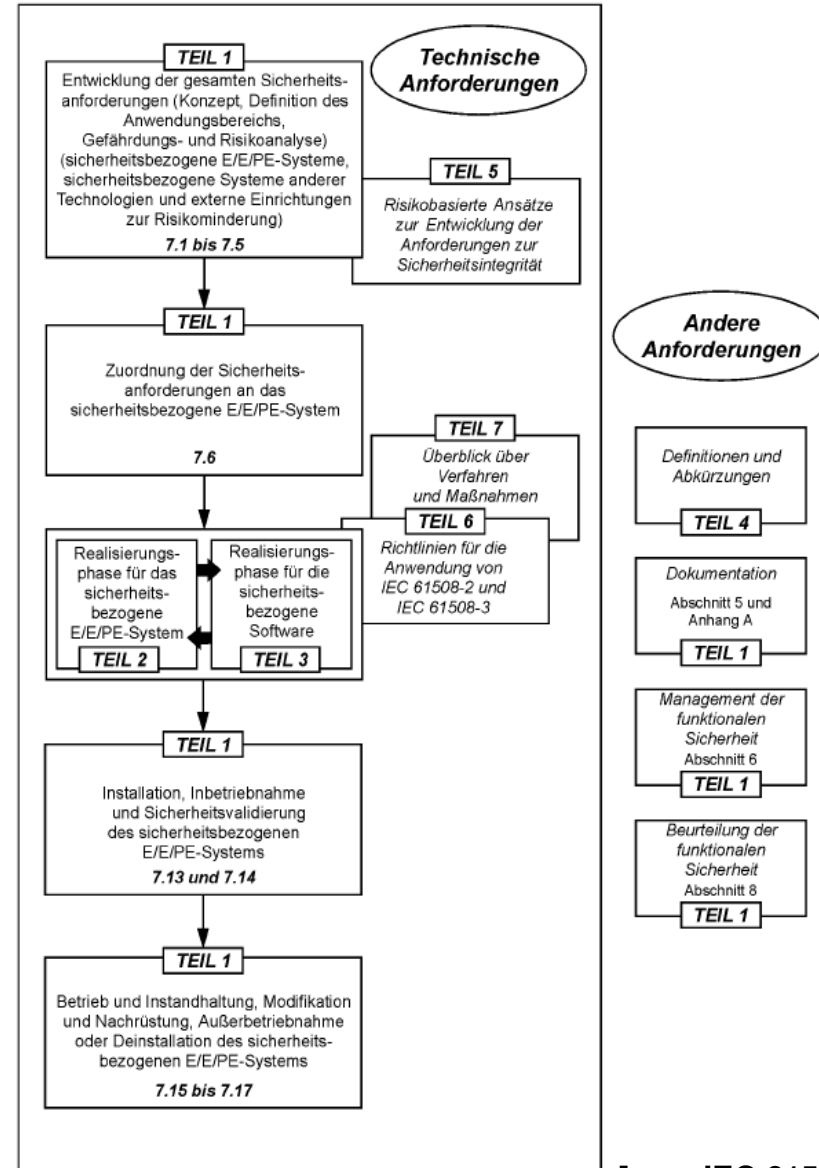 TEIL 1
Entwicklung der gesamten Sicherheits-
anforderungen (Konzept, Definition des
Anwendungsbereichs,
Gefährdungs- und Risikoanalyse)
(sicherheitsbezogene E/E/PE-Systeme,
sicherheitsbezogene Systeme anderer
Technologien und externe Einrichtungen
zur Risikominderung)
7.1 bis 7.5
Technische
Anforderungen
TEIL 5
Risikobasierte Ansätze
zur Entwicklung der
Anforderungen zur
Sicherheitsintegrität
TEIL 1
Zuordnung der Sicherheits-
anforderungen an das
sicherheitsbezogene E/E/PE-System
7.6
TEIL 7
Überblick über
Verfahren
und Maßnahmen
TEIL 6
Richtlinien für die
Anwendung von
IEC 61508-2 und
IEC 61508-3
Realisierungs-
phase für das
sicherheits-
bezogene
E/E/PE-System
TEIL 2
Realisierungs-
phase für die
sicherheits-
bezogene
Software
TEIL 3
TEIL 1
Installation, Inbetriebnahme
und Sicherheitsvalidierung
des sicherheitsbezogenen
E/E/PE-Systems
7.13 und 7.14
TEIL 1
Betrieb und Instandhaltung, Modifikation
und Nachrüstung, Außerbetriebnahme
oder Deinstallation des sicherheits-
bezogenen E/E/PE-Systems
7.15 bis 7.17
Andere
Anforderungen
Definitionen und
Abkürzungen
TEIL 4
Dokumentation
Abschnitt 5 und
Anhang A
TEIL 1
Management der
funktionalen
Sicherheit
Abschnitt 6
TEIL 1
Beurteilung der
funktionalen
Sicherheit
Abschnitt 8
TEIL 1